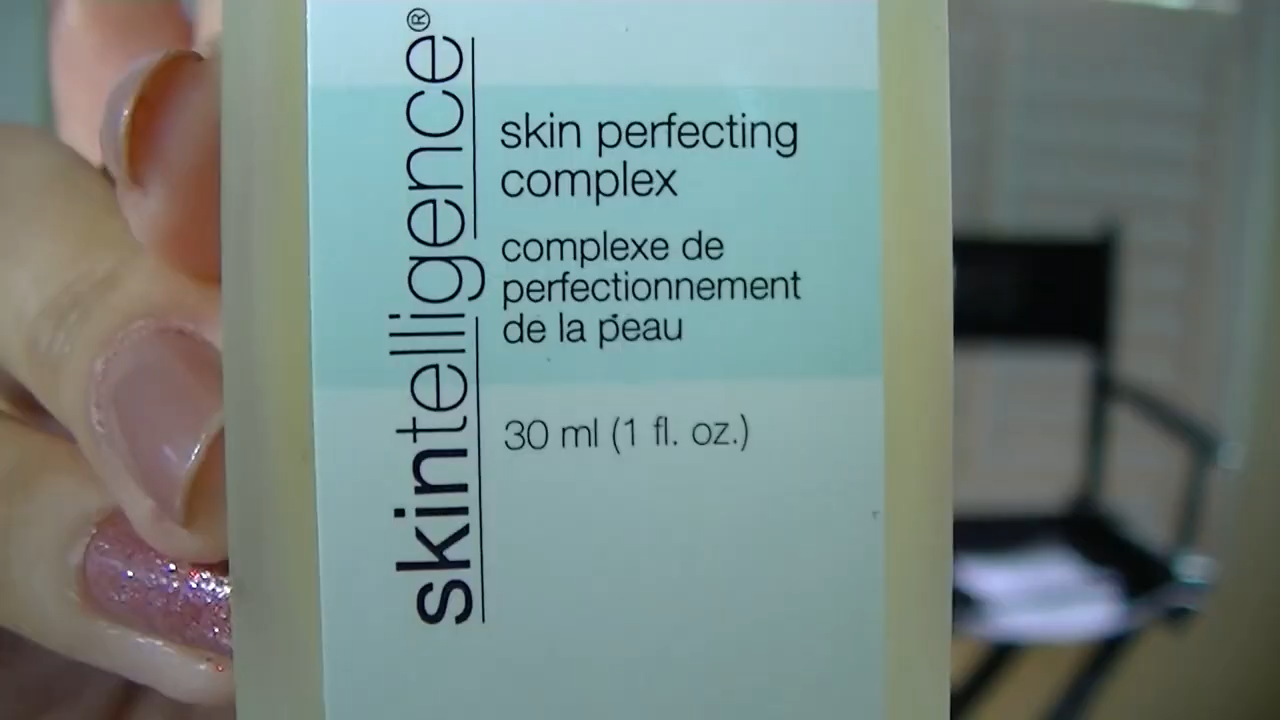 skintelligence®
skin perfecting
complex
complexe de
perfectionnement
de la peau
30 ml (1 fl. oz.)